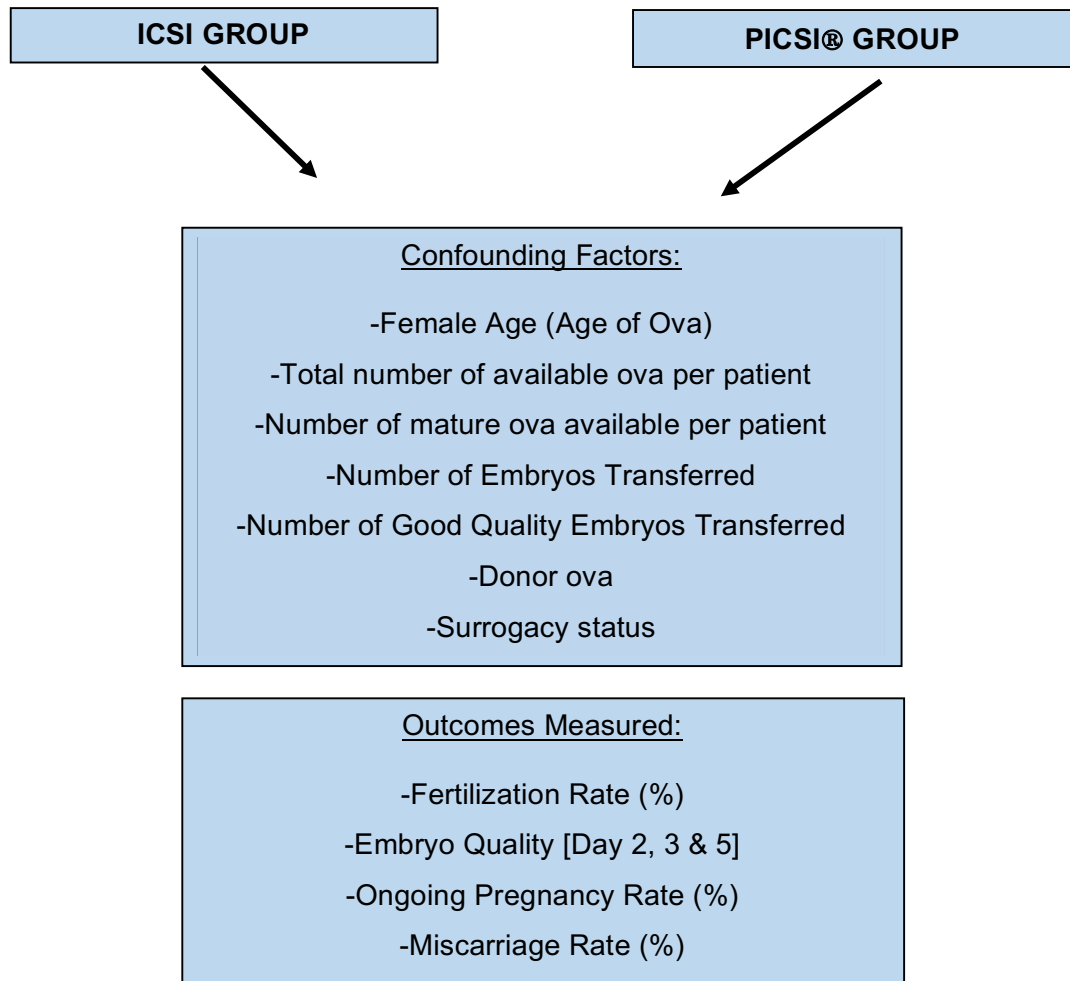 ICSI GROUP
PICSI® GROUP
Confounding Factors:
-Female Age (Age of Ova)
-Total number of available ova per patient
-Number of mature ova available per patient
-Number of Embryos Transferred
-Number of Good Quality Embryos Transferred
-Donor ova
-Surrogacy status
Outcomes Measured:
-Fertilization Rate (%)
-Embryo Quality [Day 2, 3 & 5]
-Ongoing Pregnancy Rate (%)
-Miscarriage Rate (%)